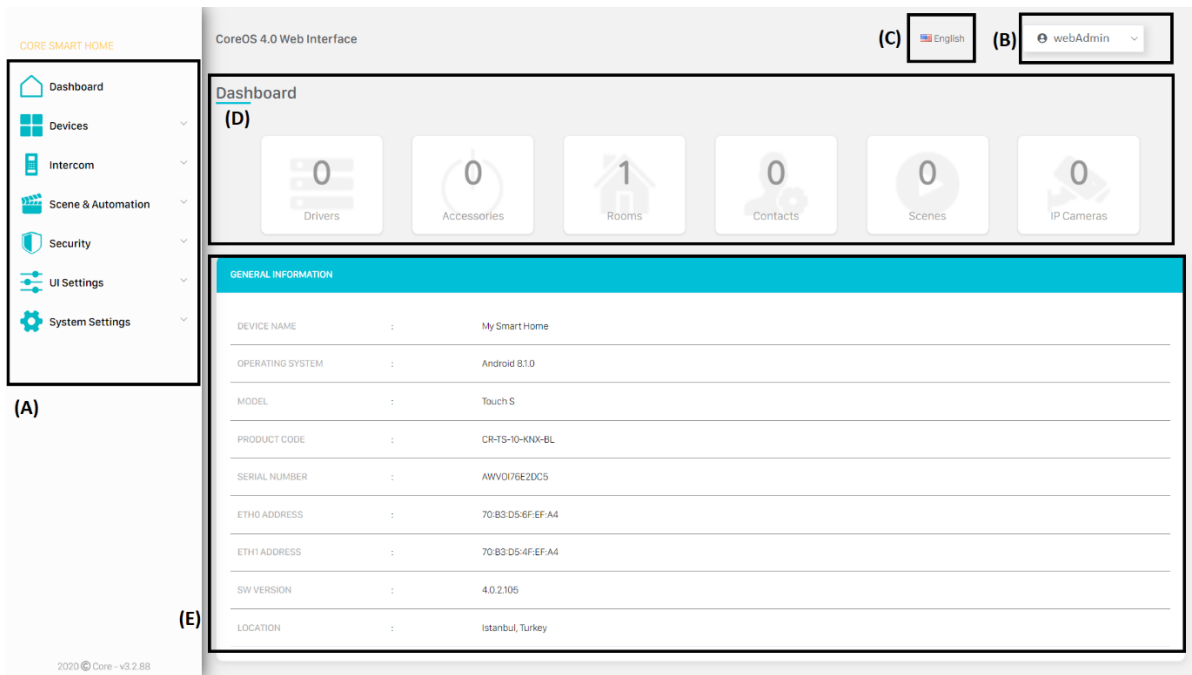 CORE SMART HOME
Dashboard
Devices
Intercom
Scene & Automation
Security
UI Settings
System Settings
(A)
2020 © Core - v3.2.88
CoreOS 4.0 Web Interface
(C)
English
(B)
webAdmin
Dashboard
(D)
0
Drivers
0
Accessories
1
Rooms
0
Contacts
0
Scenes
0
IP Cameras
GENERAL INFORMATION
DEVICE NAME : My Smart Home
OPERATING SYSTEM : Android 8.1.0
MODEL : Touch S
PRODUCT CODE : CR-TS-10-KNX-BL
SERIAL NUMBER : AWVOI76E2DC5
ETH0 ADDRESS : 70:B3:D5:6F:EF:A4
ETH1 ADDRESS : 70:B3:D5:4F:EF:A4
SW VERSION : 4.0.2.105
LOCATION : Istanbul, Turkey
(E)